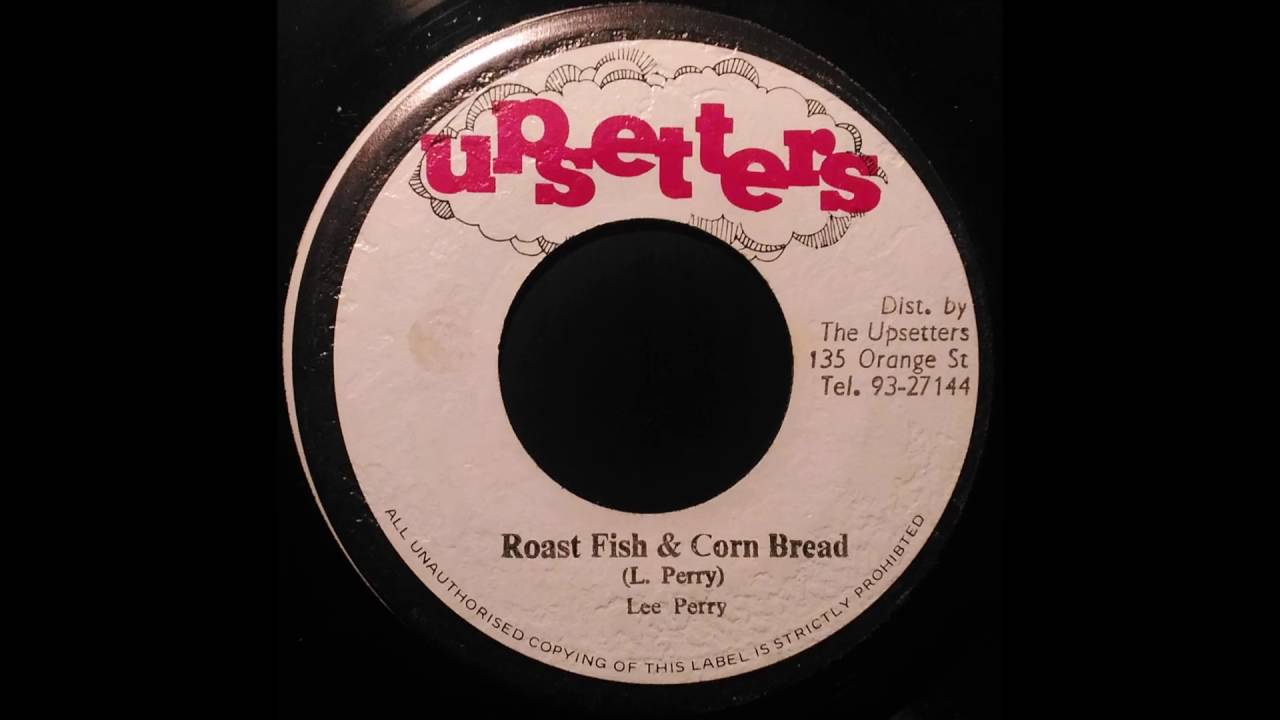 upsetters
Dist. by
The Upsetters
135 Orange St
Tel. 93-27144
Roast Fish & Corn Bread
(L. Perry)
Lee Perry
ALL UNAUTHORISED COPYING OF THIS LABEL IS STRICTLY PROHIBTED